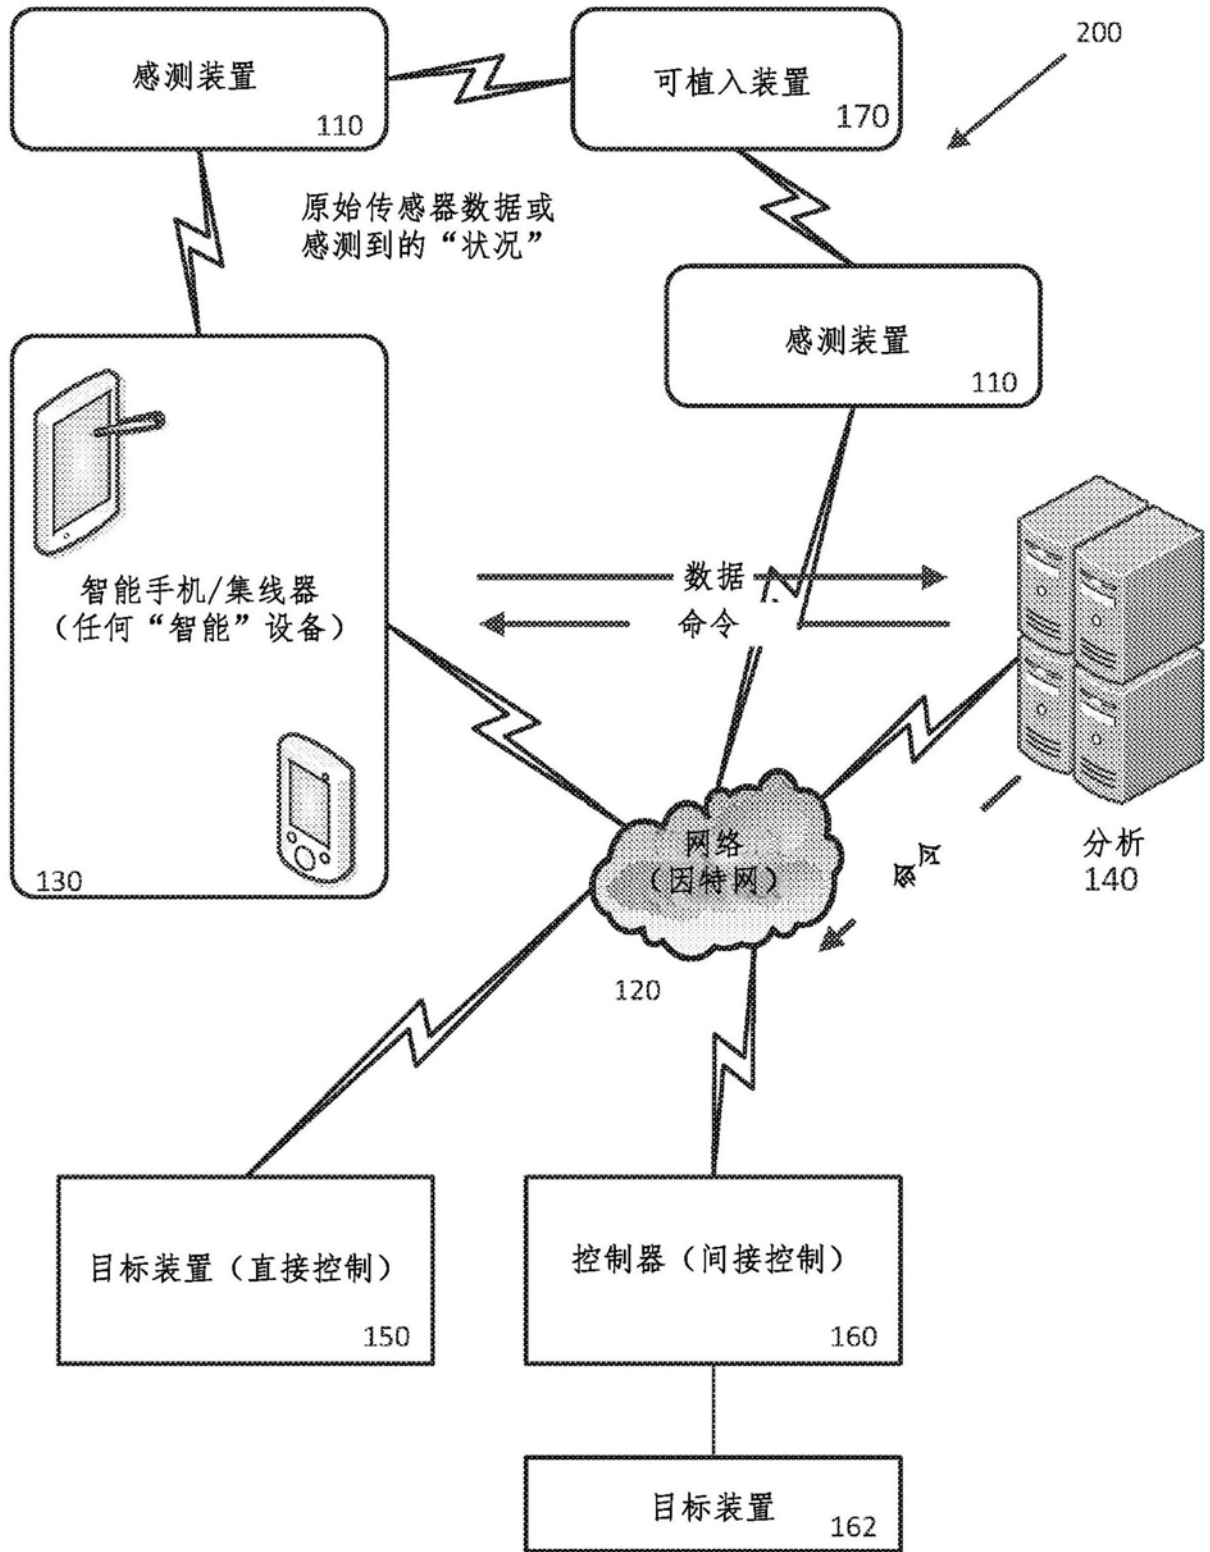 200
感测装置
110
可植入装置
170
原始传感器数据或
感测到的“状况”
感测装置
110
智能手机/集线器
（任何“智能”设备）
130
数据
命令
网络
（因特网）
120
分析
140
目标装置（直接控制）
150
控制器（间接控制）
160
目标装置
162